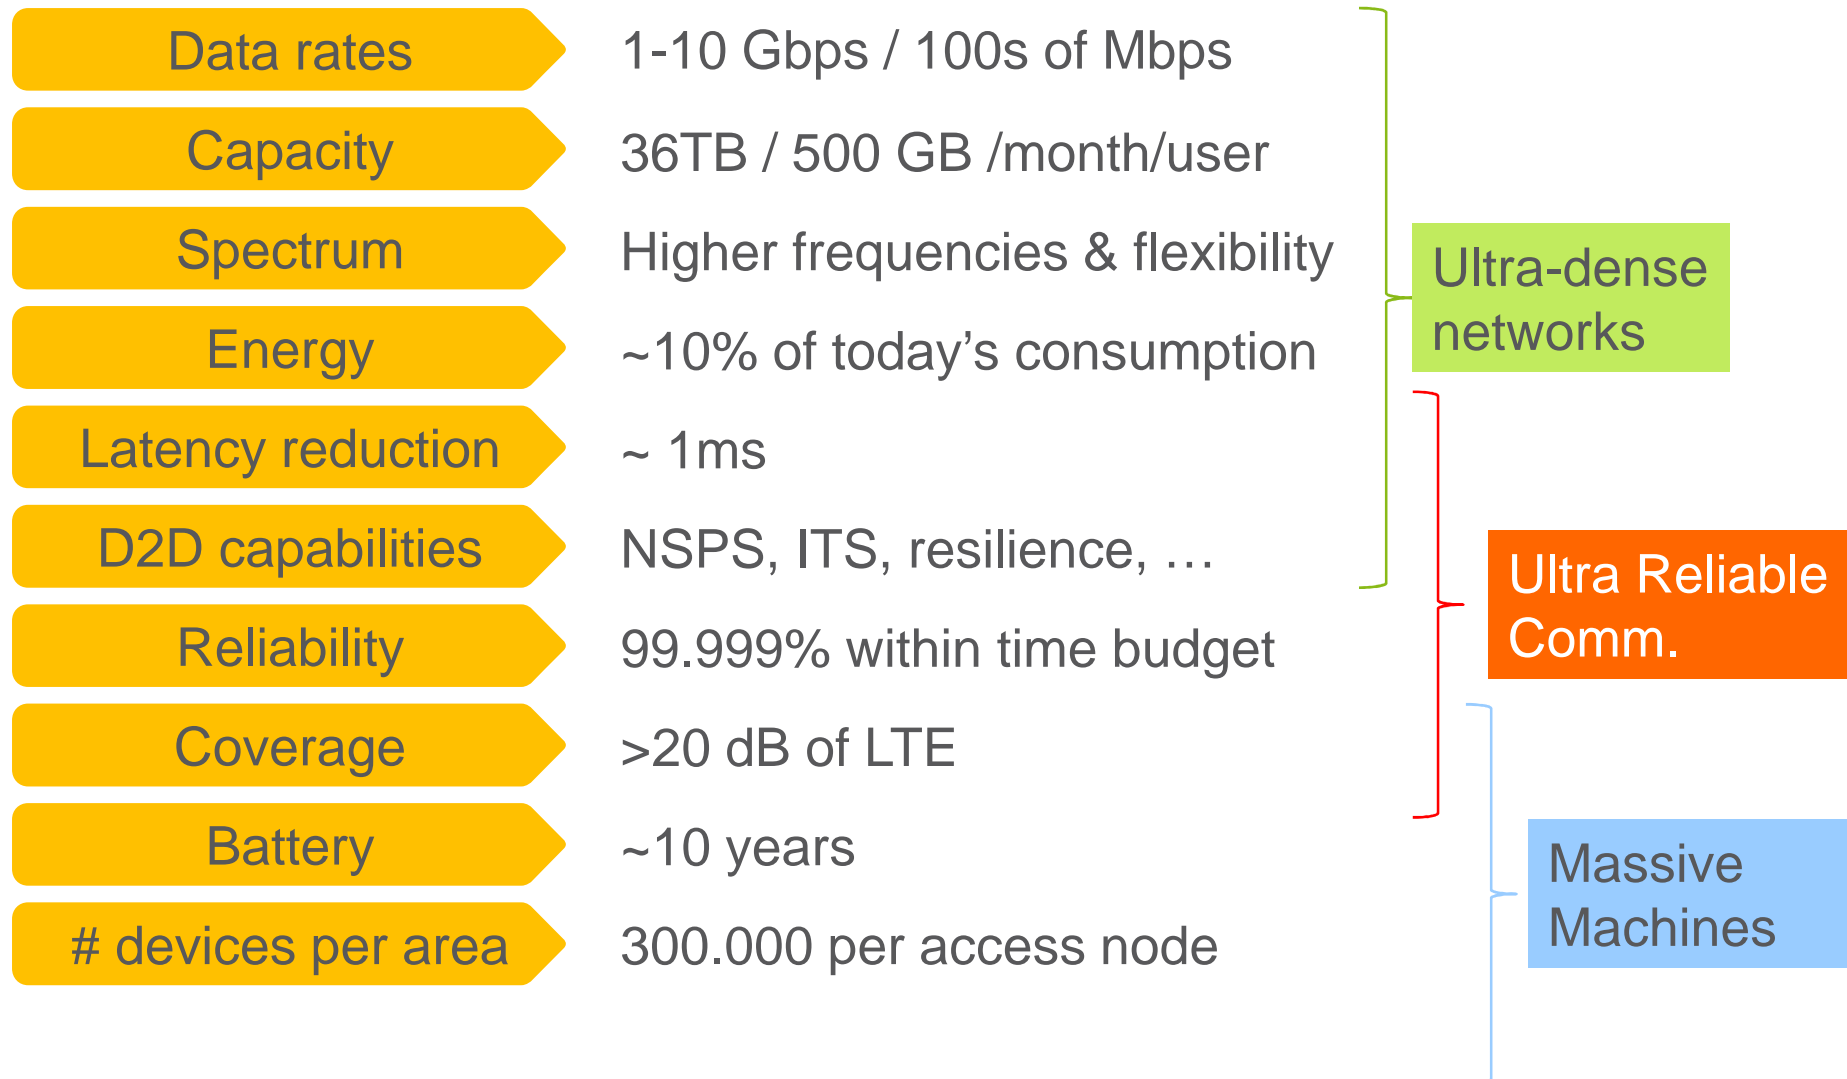 Data rates
1-10 Gbps / 100s of Mbps
Capacity
36TB / 500 GB /month/user
Spectrum
Higher frequencies & flexibility
Energy
~10% of today’s consumption
Latency reduction
~ 1ms
D2D capabilities
NSPS, ITS, resilience, …
Reliability
99.999% within time budget
Coverage
>20 dB of LTE
Battery
~10 years
# devices per area
300.000 per access node
Ultra-dense
networks
Ultra Reliable
Comm.
Massive
Machines